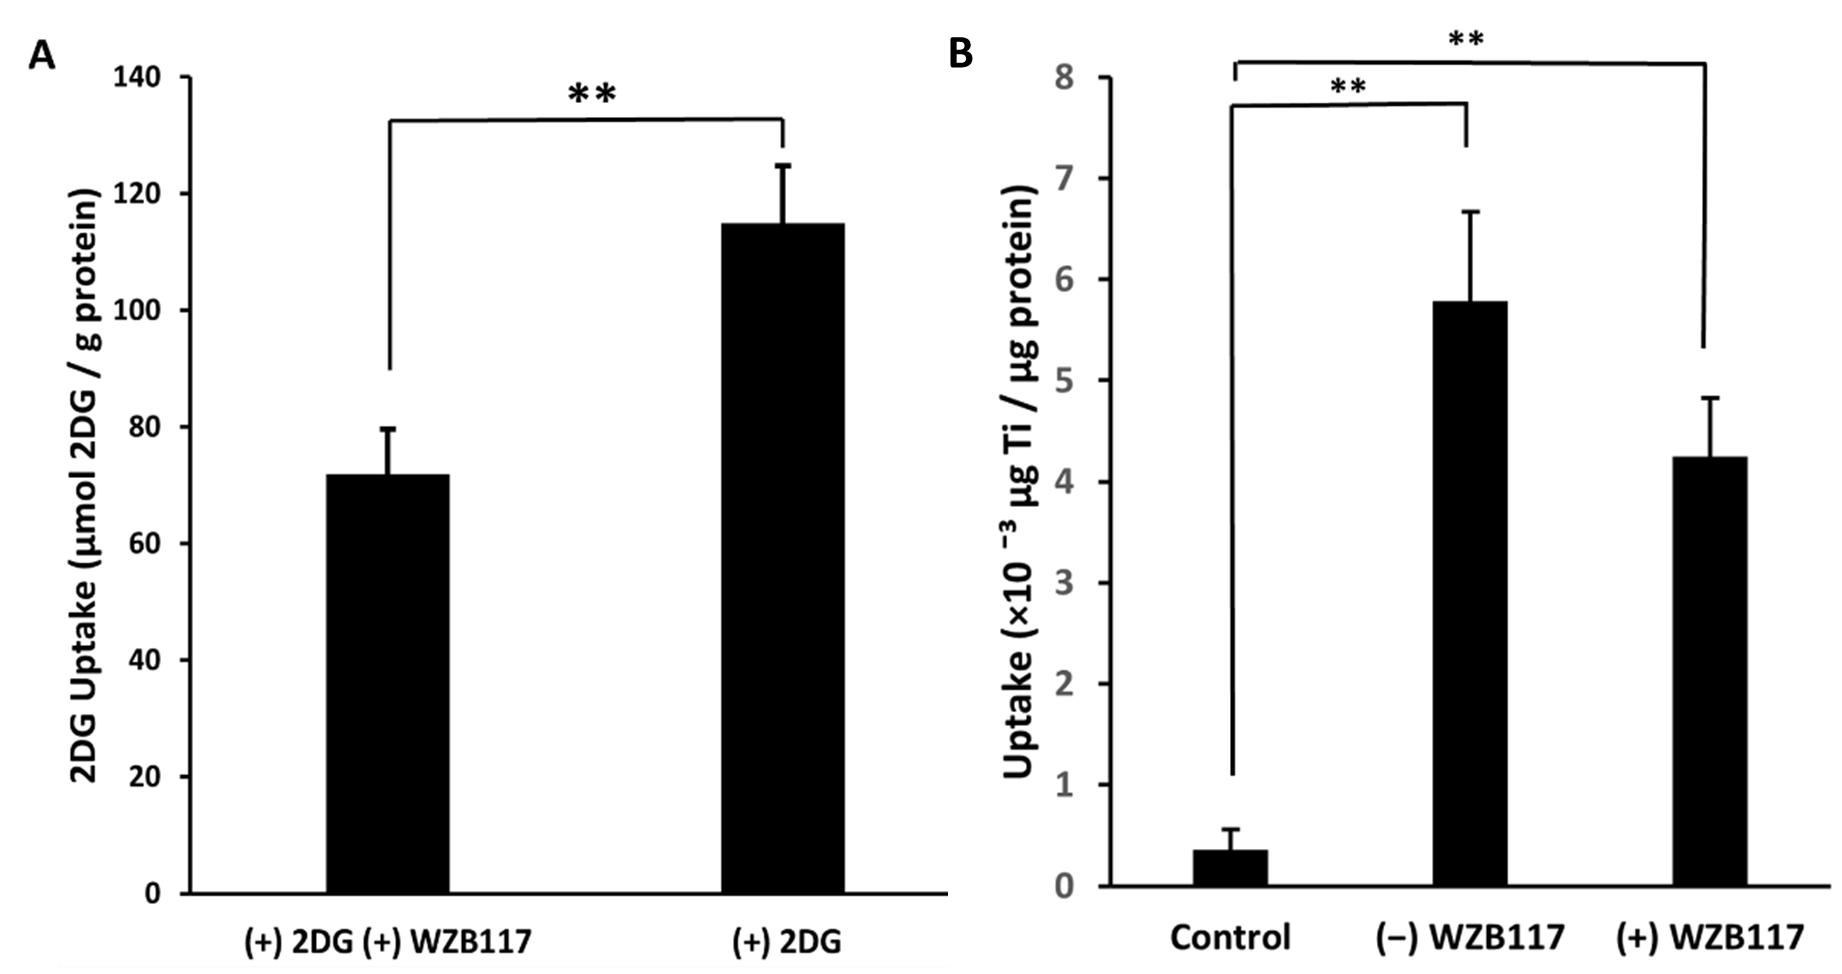 A
**
140
120
100
80
60
40
20
0
2DG Uptake (µmol 2DG / g protein)
(+) 2DG (+) WZB117
(+) 2DG
B
**
**
8
7
6
5
4
3
2
1
0
Uptake (×10 ⁻³ µg Ti / µg protein)
Control
(−) WZB117
(+) WZB117